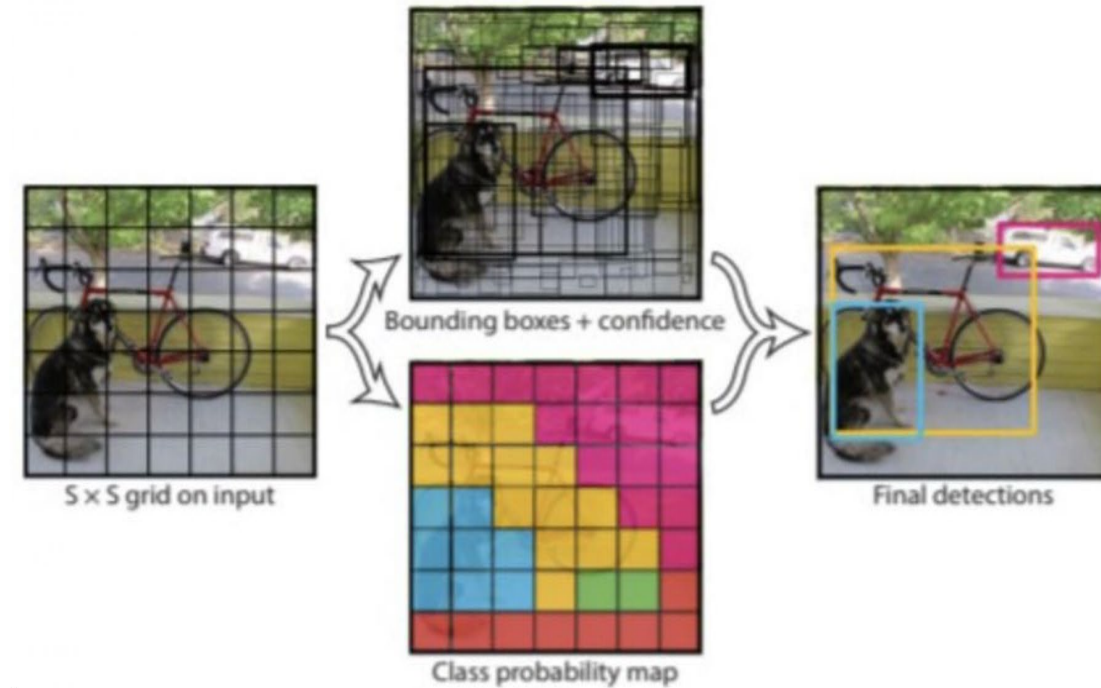 Bounding boxes + confidence
S × S grid on input
Final detections
Class probability map